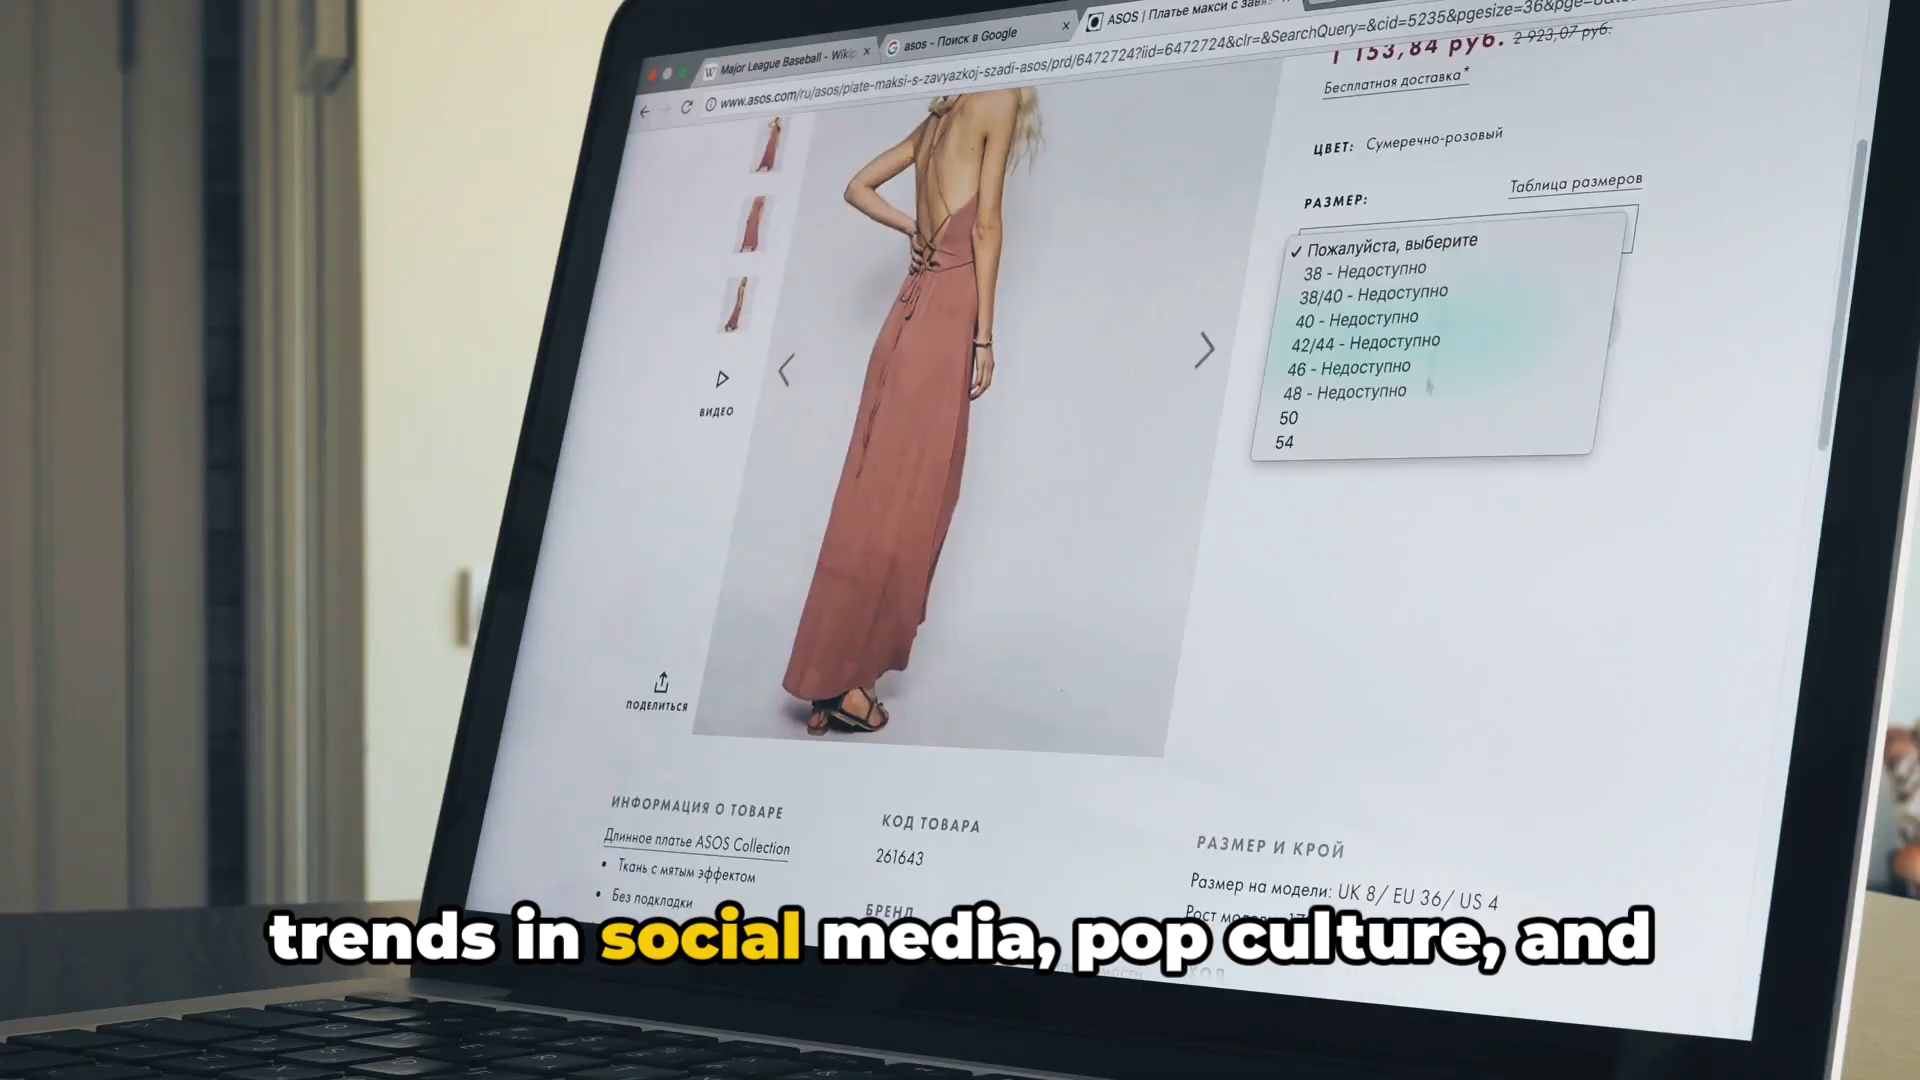 Major League Baseball - Wikip
asos - Поиск в Google
ASOS | Платье макси с завяз
www.asos.com/ru/asos/plate-maksi-s-zavyazkoj-szadi-asos/prd/6472724?iid=6472724&clr=&SearchQuery=&cid=5235&pgesize=36&pge=
1 153,84 руб. 2 923,07 руб.
Бесплатная доставка*
ЦВЕТ: Сумеречно-розовый
РАЗМЕР:
Таблица размеров
✓ Пожалуйста, выберите
38 - Недоступно
38/40 - Недоступно
40 - Недоступно
42/44 - Недоступно
46 - Недоступно
48 - Недоступно
50
54
ВИДЕО
ПОДЕЛИТЬСЯ
ИНФОРМАЦИЯ О ТОВАРЕ
Длинное платье ASOS Collection
• Ткань с мятым эффектом
• Без подкладки
КОД ТОВАРА
261643
БРЕНД
РАЗМЕР И КРОЙ
Размер на модели: UK 8/ EU 36/ US 4
Рост
trends in social media, pop culture, and